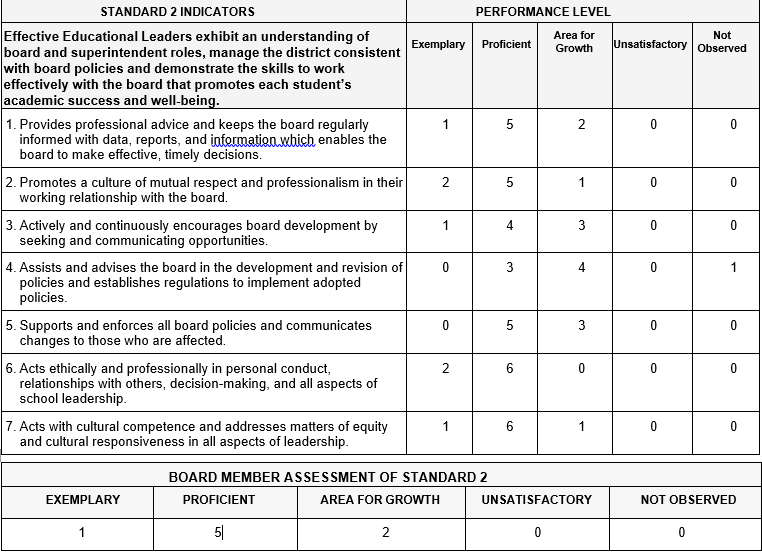 STANDARD 2 INDICATORS PERFORMANCE LEVEL
Effective Educational Leaders exhibit an understanding of
board and superintendent roles, manage the district consistent
with board policies and demonstrate the skills to work
effectively with the board that promotes each student's
academic success and well-being.
Exemplary Proficient Area for Growth Unsatisfactory Not Observed
1. Provides professional advice and keeps the board regularly 1 5 2 0 0
informed with data, reports, and information which enables the
board to make effective, timely decisions.
2. Promotes a culture of mutual respect and professionalism in their 2 5 1 0 0
working relationship with the board.
3. Actively and continuously encourages board development by 1 4 3 0 0
seeking and communicating opportunities.
4. Assists and advises the board in the development and revision of 0 3 4 0 1
policies and establishes regulations to implement adopted
policies.
5. Supports and enforces all board policies and communicates 0 5 3 0 0
changes to those who are affected.
6. Acts ethically and professionally in personal conduct, 2 6 0 0 0
relationships with others, decision-making, and all aspects of
school leadership.
7. Acts with cultural competence and addresses matters of equity 1 6 1 0 0
and cultural responsiveness in all aspects of leadership.
BOARD MEMBER ASSESSMENT OF STANDARD 2
EXEMPLARY PROFICIENT AREA FOR GROWTH UNSATISFACTORY NOT OBSERVED
1 5 2 0 0